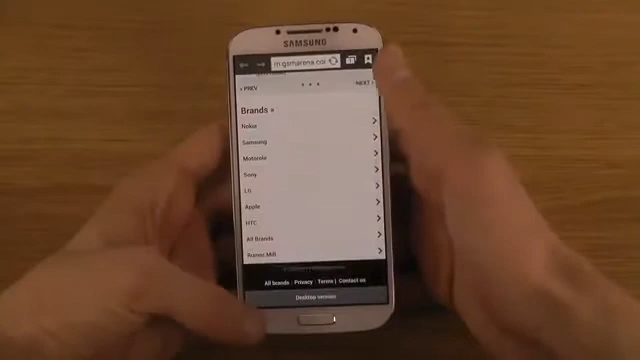 SAMSUNG
m.gsmarena.co
‹ PREV
NEXT ›
Brands »
Nokia
Samsung
Motorola
Sony
LG
Apple
HTC
All Brands
Rumor Mill
All brands | Privacy | Terms | Contact us
Desktop version